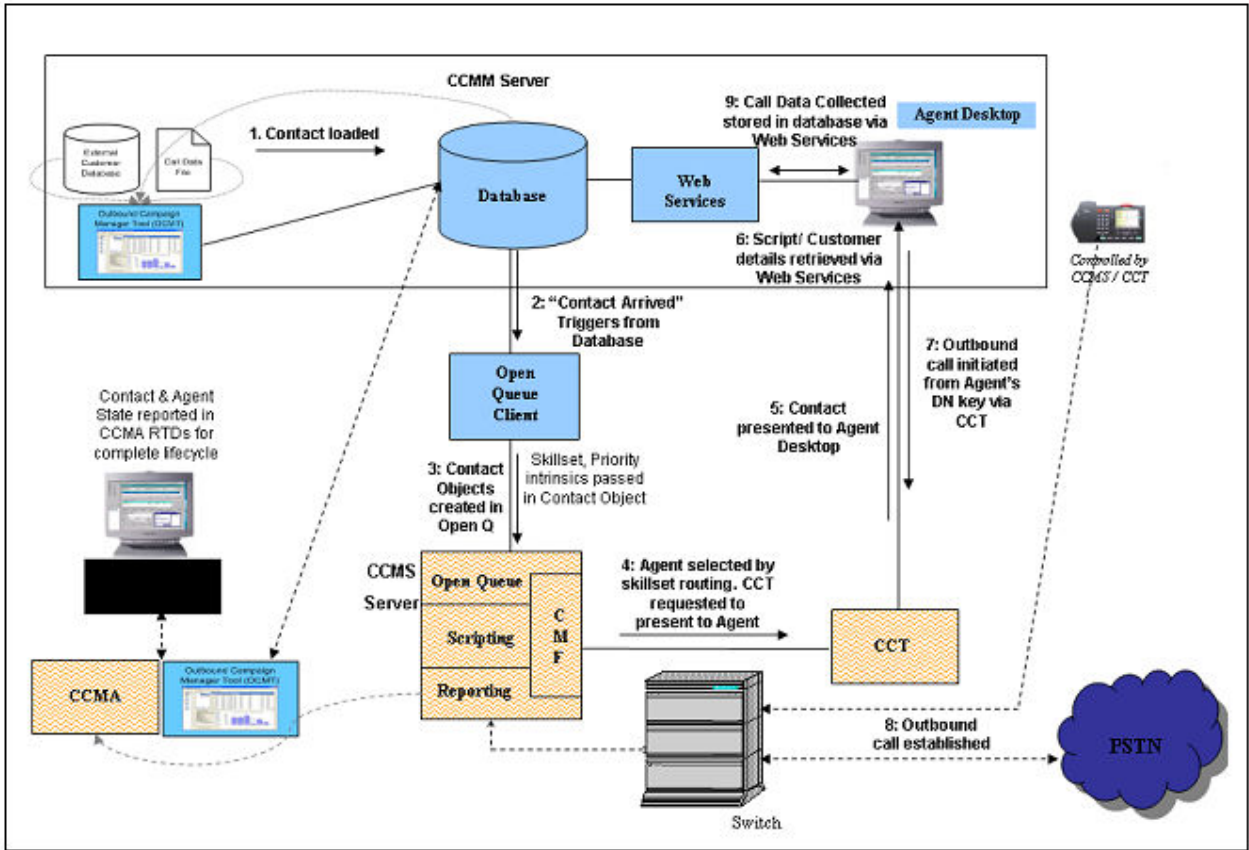 CCMM Server
External
Customer
Database
Call Data
File
1. Contact loaded
Outbound Campaign
Manager Tool (OCMT)
Database
Web
Services
9: Call Data Collected
stored in database via
Web Services
Agent Desktop
6: Script/ Customer
details retrieved via
Web Services
Controlled by
CCMS / CCT
2: “Contact Arrived”
Triggers from
Database
Open
Queue
Client
7: Outbound
call initiated
from Agent’s
DN key via
CCT
5: Contact
presented to Agent
Desktop
Contact & Agent
State reported in
CCMA RTDs for
complete lifecycle
3: Contact
Objects
created in
Open Q
Skillset, Priority
intrinsics passed
in Contact Object
CCMS
Server
Open Queue
Scripting
Reporting
C
M
F
4: Agent selected by
skillset routing. CCT
requested to
present to Agent
CCT
CCMA
Outbound Campaign
Manager Tool (OCMT)
8: Outbound
call established
PSTN
Switch